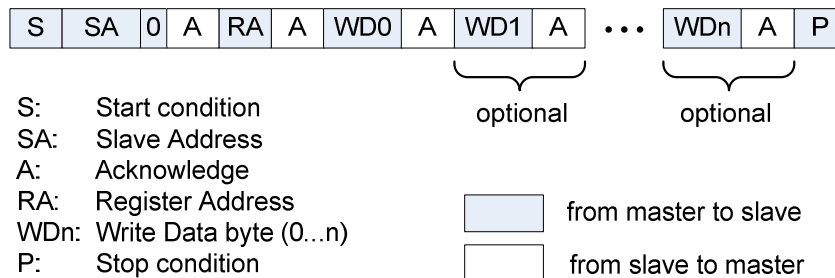 S SA 0 A RA A WD0 A WD1 A ••• WDn A P
optional optional
S: Start condition
SA: Slave Address
A: Acknowledge
RA: Register Address
WDn: Write Data byte (0...n)
P: Stop condition
from master to slave
from slave to master